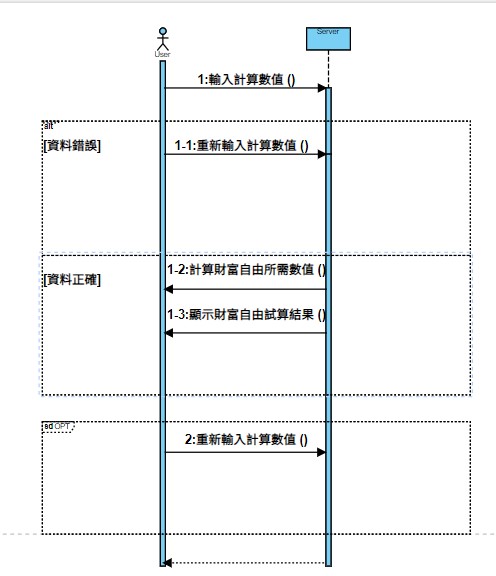 User
Server
1:輸入計算數值 ()
alt
[資料錯誤]
1-1:重新輸入計算數值 ()
1-2:計算財富自由所需數值 ()
[資料正確]
1-3:顯示財富自由試算結果 ()
sd OPT
2:重新輸入計算數值 ()